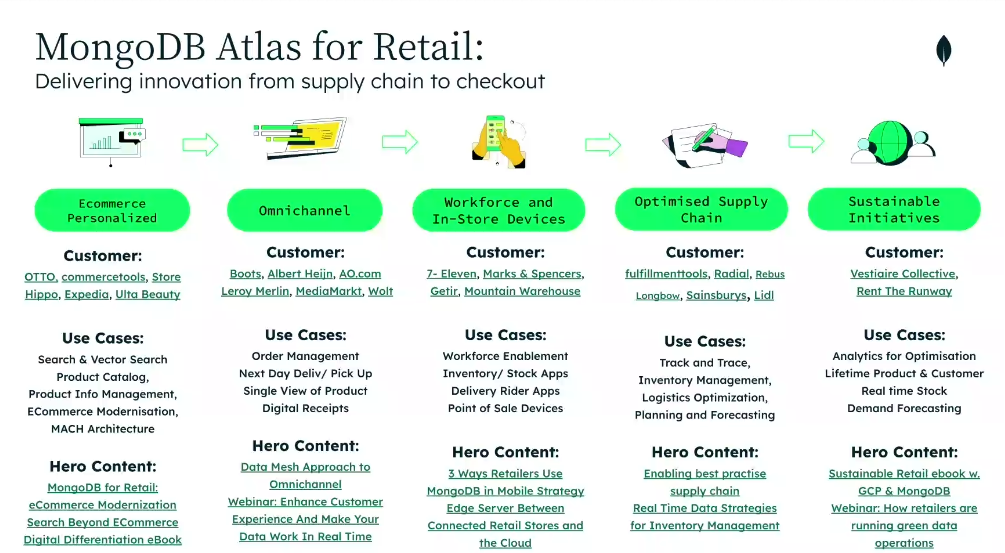 MongoDB Atlas for Retail:
Delivering innovation from supply chain to checkout
Ecommerce
Personalized
Customer:
OTTO, commercetools, Store
Hippo, Expedia, Ulta Beauty
Use Cases:
Search & Vector Search
Product Catalog,
Product Info Management,
ECommerce Modernisation,
MACH Architecture
Hero Content:
MongoDB for Retail:
eCommerce Modernization
Search Beyond ECommerce
Digital Differentiation eBook
Omnichannel
Customer:
Boots, Albert Heijn, AO.com
Leroy Merlin, MediaMarkt, Wolt
Use Cases:
Order Management
Next Day Deliv/ Pick Up
Single View of Product
Digital Receipts
Hero Content:
Data Mesh Approach to
Omnichannel
Webinar: Enhance Customer
Experience And Make Your
Data Work In Real Time
Workforce and
In-Store Devices
Customer:
7- Eleven, Marks & Spencers,
Getir, Mountain Warehouse
Use Cases:
Workforce Enablement
Inventory/ Stock Apps
Delivery Rider Apps
Point of Sale Devices
Hero Content:
3 Ways Retailers Use
MongoDB in Mobile Strategy
Edge Server Between
Connected Retail Stores and
the Cloud
Optimised Supply
Chain
Customer:
fulfillmenttools, Radial, Rebus
Longbow, Sainsburys, Lidl
Use Cases:
Track and Trace,
Inventory Management,
Logistics Optimization,
Planning and Forecasting
Hero Content:
Enabling best practise
supply chain
Real Time Data Strategies
for Inventory Management
Sustainable
Initiatives
Customer:
Vestiaire Collective,
Rent The Runway
Use Cases:
Analytics for Optimisation
Lifetime Product & Customer
Real time Stock
Demand Forecasting
Hero Content:
Sustainable Retail ebook w.
GCP & MongoDB
Webinar: How retailers are
running green data
operations